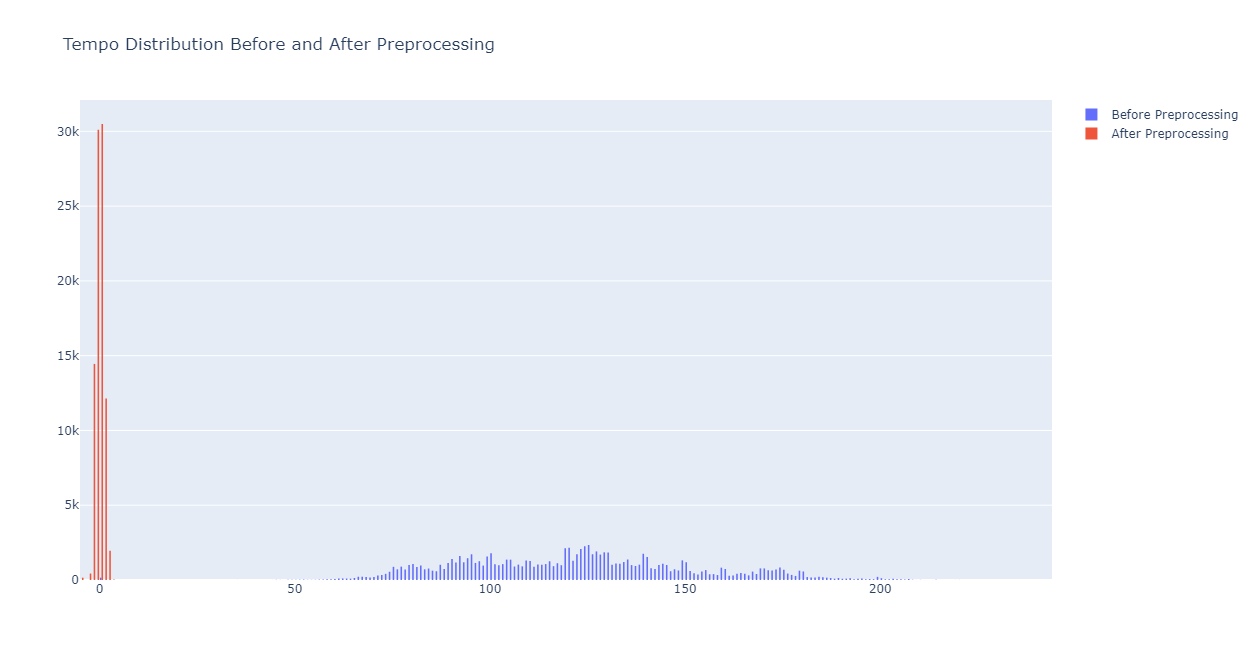 Tempo Distribution Before and After Preprocessing
Before Preprocessing
After Preprocessing
30k
25k
20k
15k
10k
5k
0
0 50 100 150 200